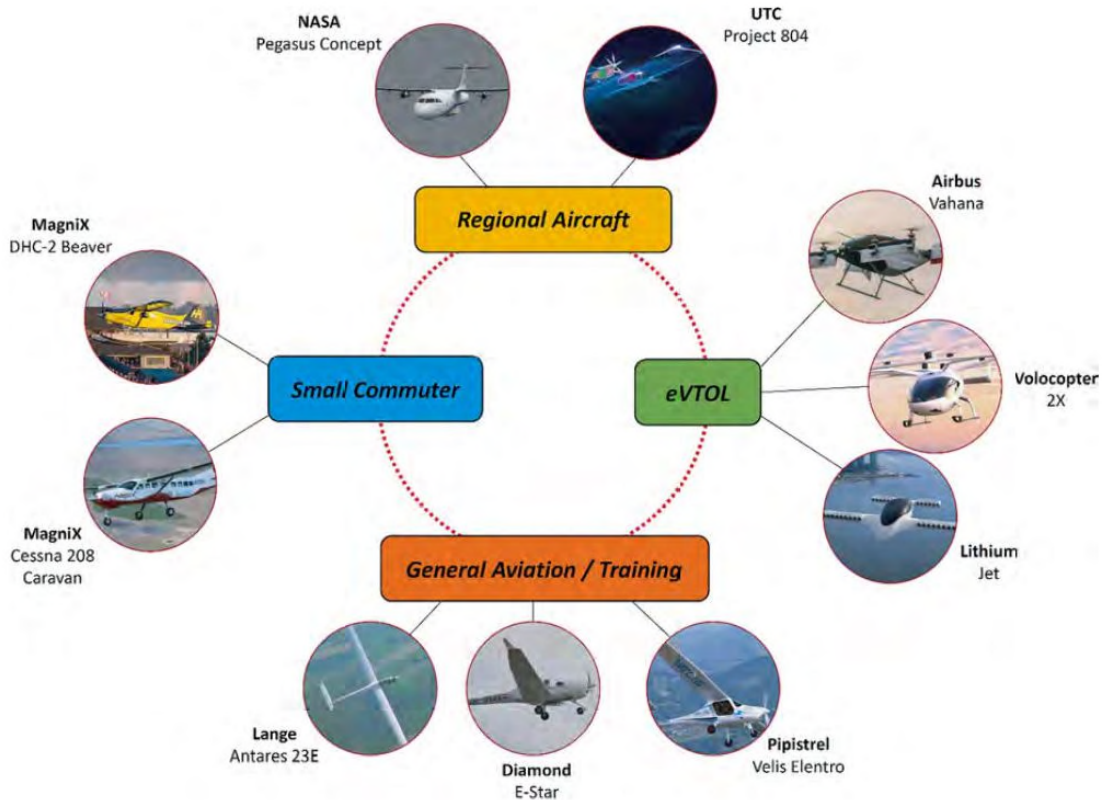 NASA
Pegasus Concept
UTC
Project 804
Regional Aircraft
Airbus
Vahana
MagniX
DHC-2 Beaver
Small Commuter
eVTOL
Volocopter
2X
MagniX
Cessna 208
Caravan
Lithium
Jet
General Aviation / Training
Lange
Antares 23E
Diamond
E-Star
Pipistrel
Velis Elentro